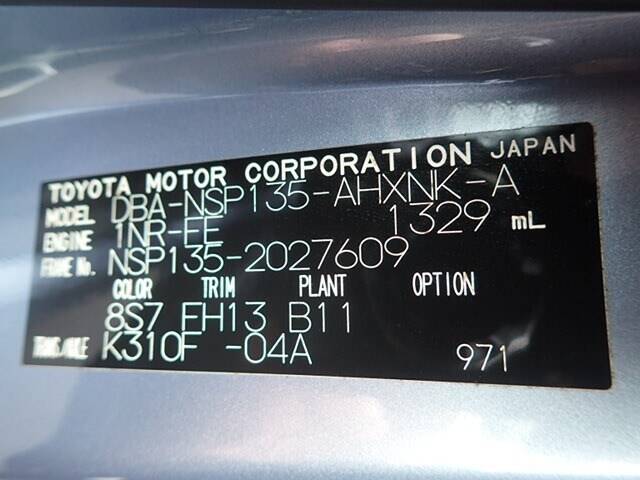 TOYOTA MOTOR CORPORATION JAPAN
MODEL DBA-NSP135-AHXNK-A
ENGINE 1NR-FE 1329 mL
FRAME No. NSP135-2027609
COLOR TRIM PLANT OPTION
8S7 FH13 B11
TRANS/AXLE K310F -04A 971